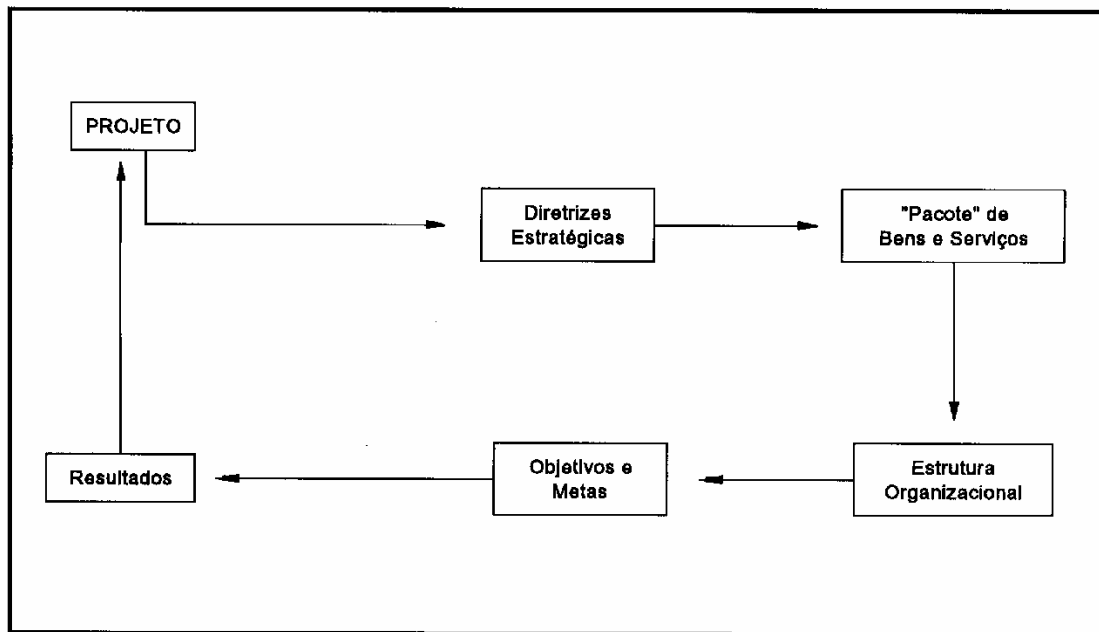 PROJETO
Diretrizes
Estratégicas
"Pacote" de
Bens e Serviços
Resultados
Objetivos e
Metas
Estrutura
Organizacional